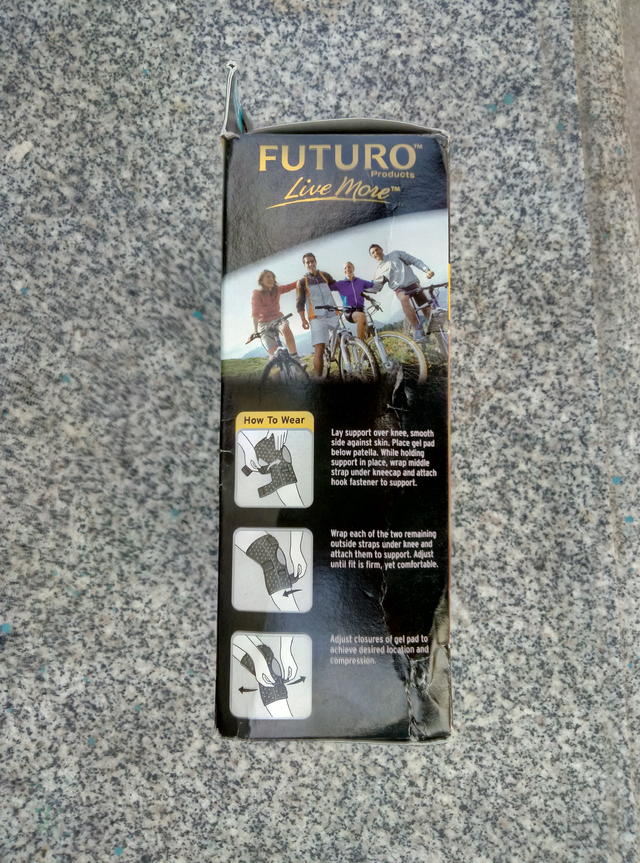 FUTURO™
Products
Live More™
How To Wear
Lay support over knee, smooth
side against skin. Place gel pad
below patella. While holding
support in place, wrap middle
strap under kneecap and attach
hook fastener to support.
Wrap each of the two remaining
outside straps under knee and
attach them to support. Adjust
until fit is firm, yet comfortable.
Adjust closures of gel pad to
achieve desired location and
compression.